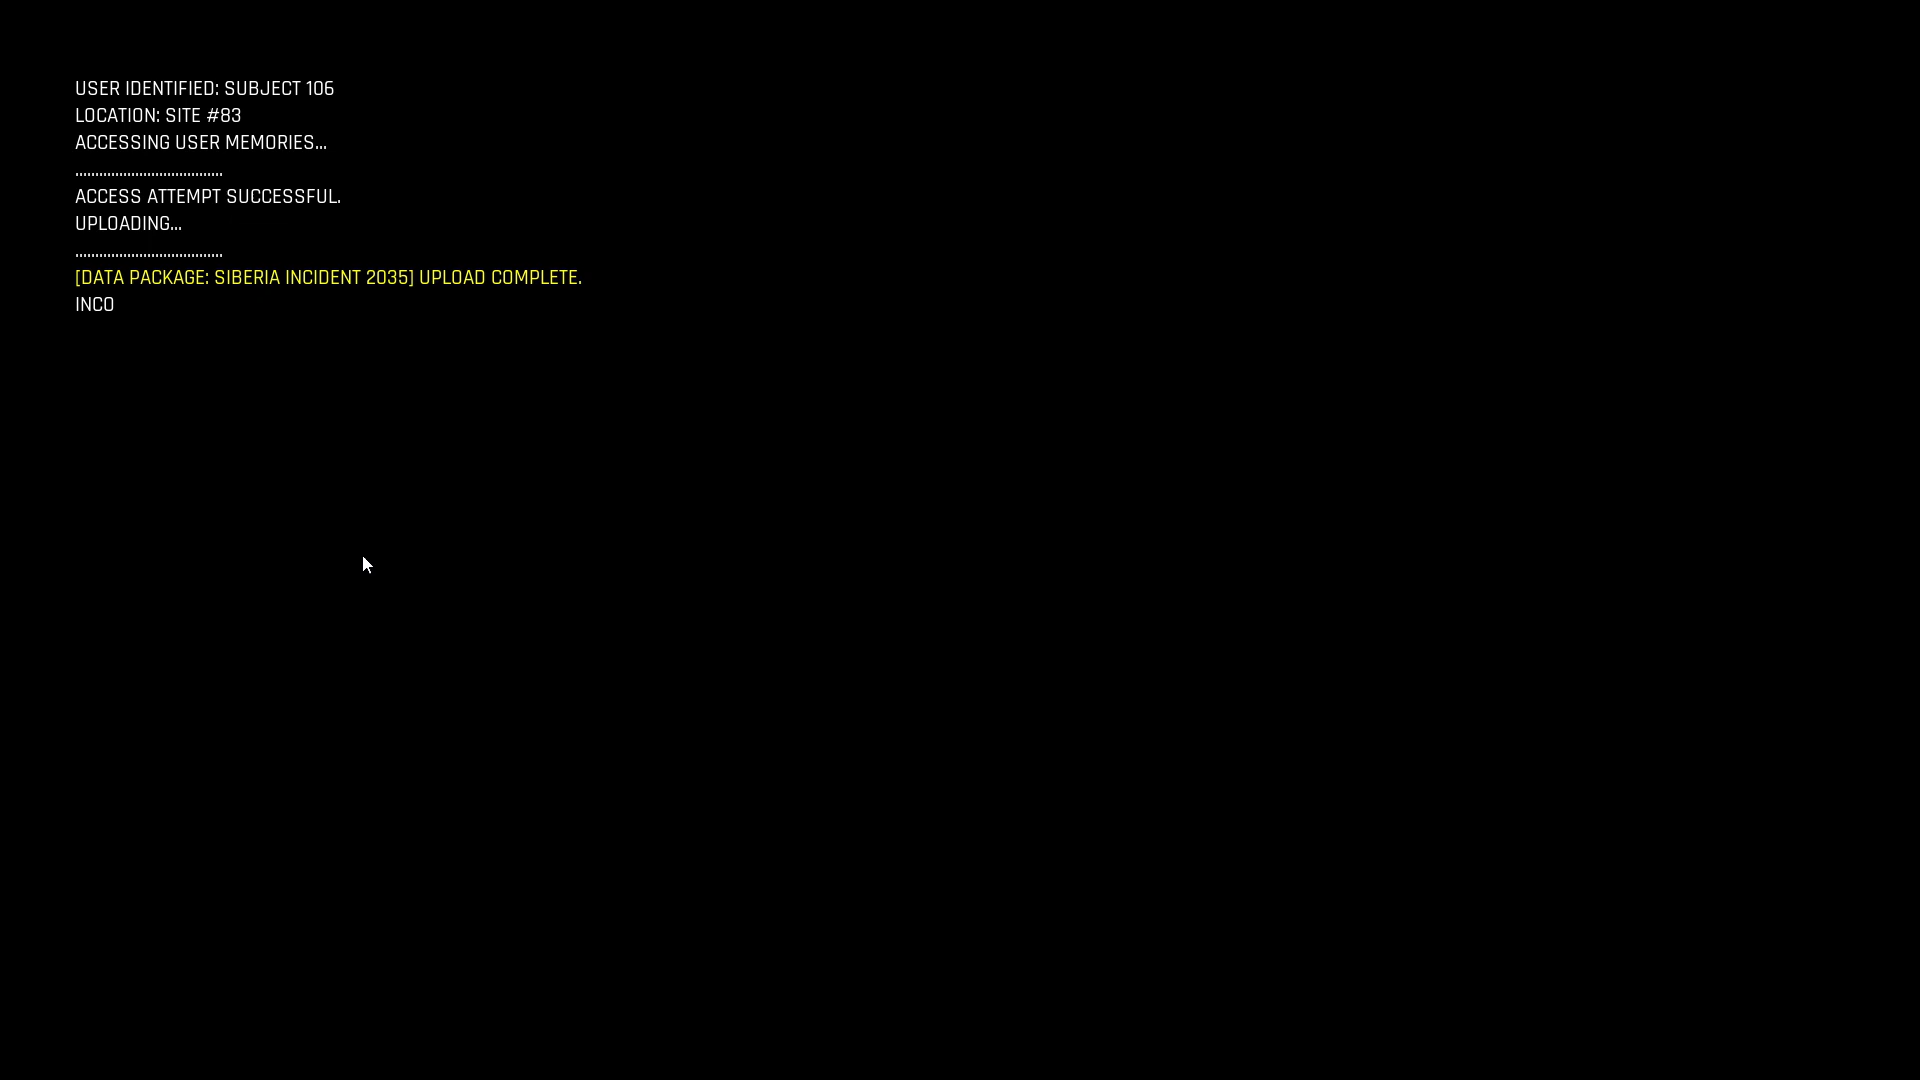 USER IDENTIFIED: SUBJECT 106
LOCATION: SITE #83
ACCESSING USER MEMORIES...
.....................................
ACCESS ATTEMPT SUCCESSFUL.
UPLOADING...
.....................................
[DATA PACKAGE: SIBERIA INCIDENT 2035] UPLOAD COMPLETE.
INCO